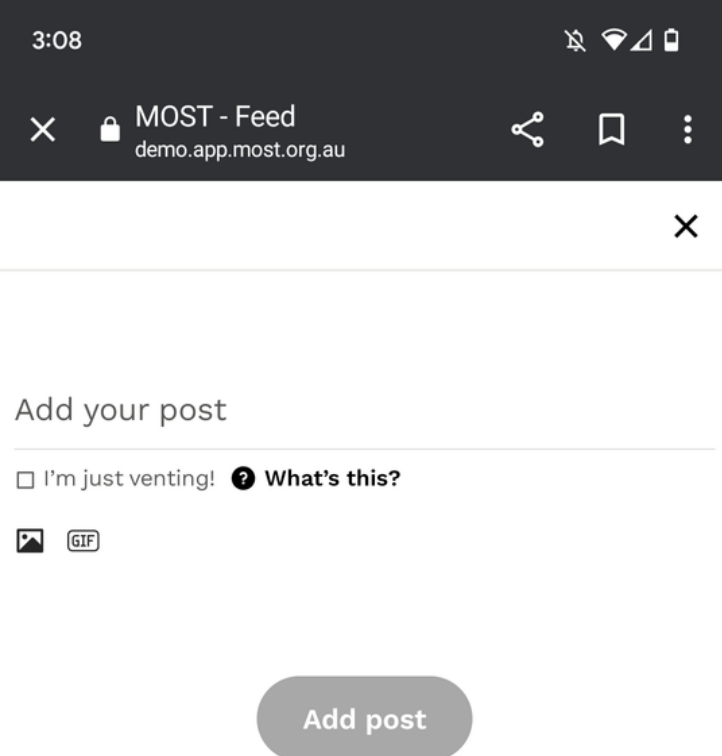 3:08
MOST - Feed
demo.app.most.org.au
Add your post
I'm just venting! ? What's this?
GIF
Add post